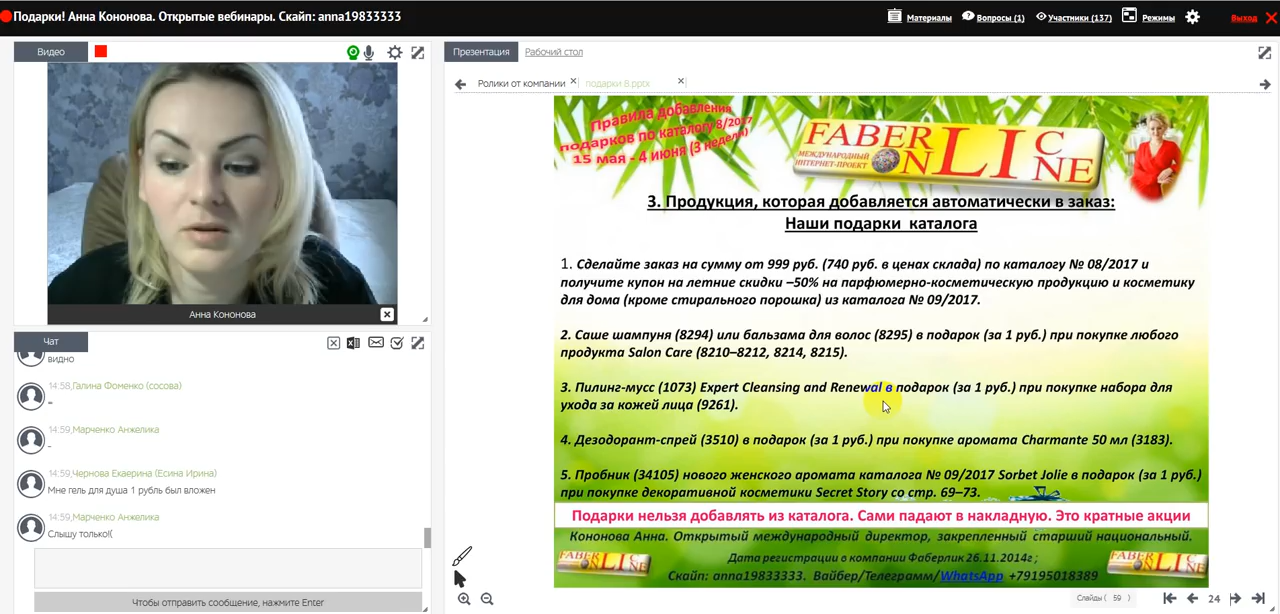 Подарки! Анна Кононова. Открытые вебинары. Скайп: anna19833333
Материалы
Вопросы (1)
Участники (137)
Режимы
Выход
Видео
Анна Кононова
Чат
видно
14:58,Галина Фоменко (сосова)
=
14:59,Марченко Анжелика
-
14:59,Чернова Екаерина (Есина Ирина)
Мне гель для душа 1 рубль был вложен
14:59,Марченко Анжелика
Слышу только!(
Чтобы отправить сообщение, нажмите Enter
Презентация
Рабочий стол
Ролики от компании
подарки 8.pptx
Правила добавления
подарков по каталогу 8/2017
15 мая - 4 июня (3 недели)
FABERLIC
ONLINE
МЕЖДУНАРОДНЫЙ
ИНТЕРНЕТ-ПРОЕКТ
3. Продукция, которая добавляется автоматически в заказ:
Наши подарки каталога
1. Сделайте заказ на сумму от 999 руб. (740 руб. в ценах склада) по каталогу № 08/2017 и
получите купон на летние скидки –50% на парфюмерно-косметическую продукцию и косметику
для дома (кроме стирального порошка) из каталога № 09/2017.
2. Саше шампуня (8294) или бальзама для волос (8295) в подарок (за 1 руб.) при покупке любого
продукта Salon Care (8210–8212, 8214, 8215).
3. Пилинг-мусс (1073) Expert Cleansing and Renewal в подарок (за 1 руб.) при покупке набора для
ухода за кожей лица (9261).
4. Дезодорант-спрей (3510) в подарок (за 1 руб.) при покупке аромата Charmante 50 мл (3183).
5. Пробник (34105) нового женского аромата каталога № 09/2017 Sorbet Jolie в подарок (за 1 руб.)
при покупке декоративной косметики Secret Story со стр. 69–73.
Подарки нельзя добавлять из каталога. Сами падают в накладную. Это кратные акции
Кононова Анна. Открытый международный директор, закрепленный старший национальный.
Дата регистрации в компании Фаберлик 26.11.2014г;
Скайп: anna19833333. Вайбер/Телеграмм/WhatsApp +79195018389
FABERLIC
ONLINE
FABERLIC
ONLINE
Слайды ( 59 )
24